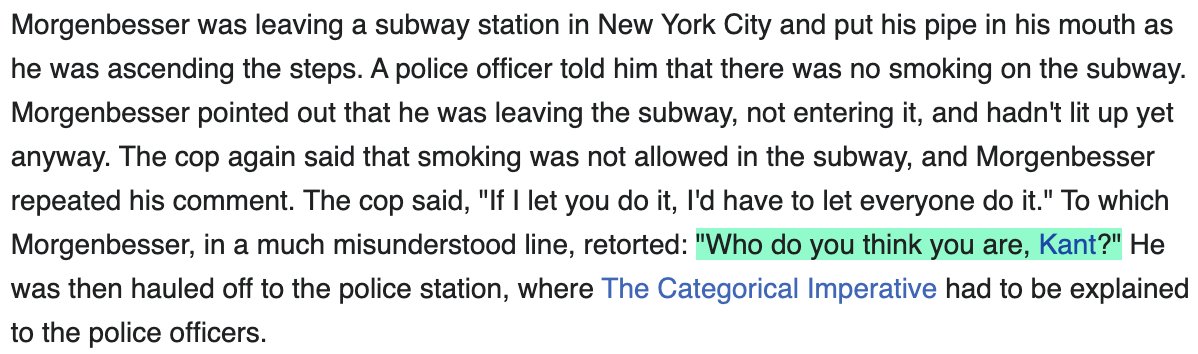 Morgenbesser was leaving a subway station in New York City and put his pipe in his mouth as
he was ascending the steps. A police officer told him that there was no smoking on the subway.
Morgenbesser pointed out that he was leaving the subway, not entering it, and hadn't lit up yet
anyway. The cop again said that smoking was not allowed in the subway, and Morgenbesser
repeated his comment. The cop said, "If I let you do it, I'd have to let everyone do it." To which
Morgenbesser, in a much misunderstood line, retorted: "Who do you think you are, Kant?" He
was then hauled off to the police station, where The Categorical Imperative had to be explained
to the police officers.